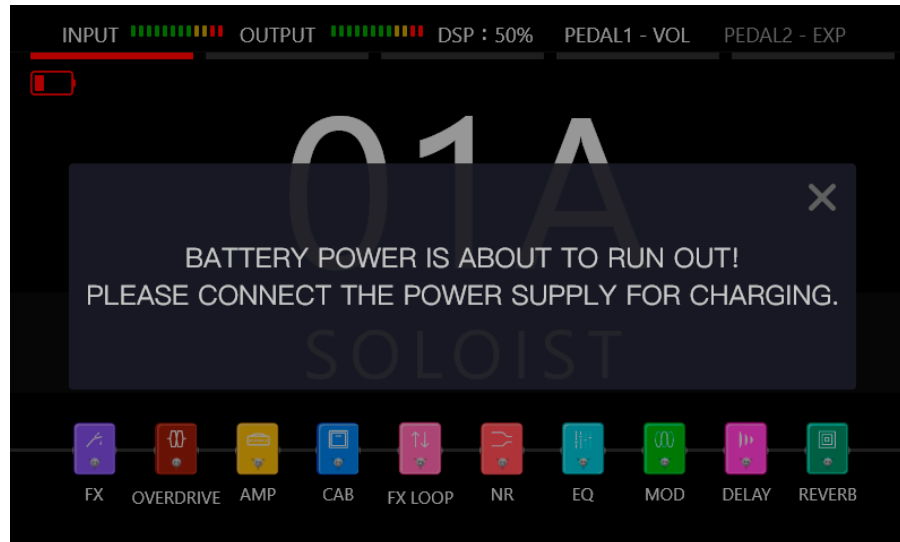 INPUT OUTPUT DSP : 50% PEDAL1 - VOL PEDAL2 - EXP
01A
BATTERY POWER IS ABOUT TO RUN OUT!
PLEASE CONNECT THE POWER SUPPLY FOR CHARGING.
SOLOIST
FX OVERDRIVE AMP CAB FX LOOP NR EQ MOD DELAY REVERB